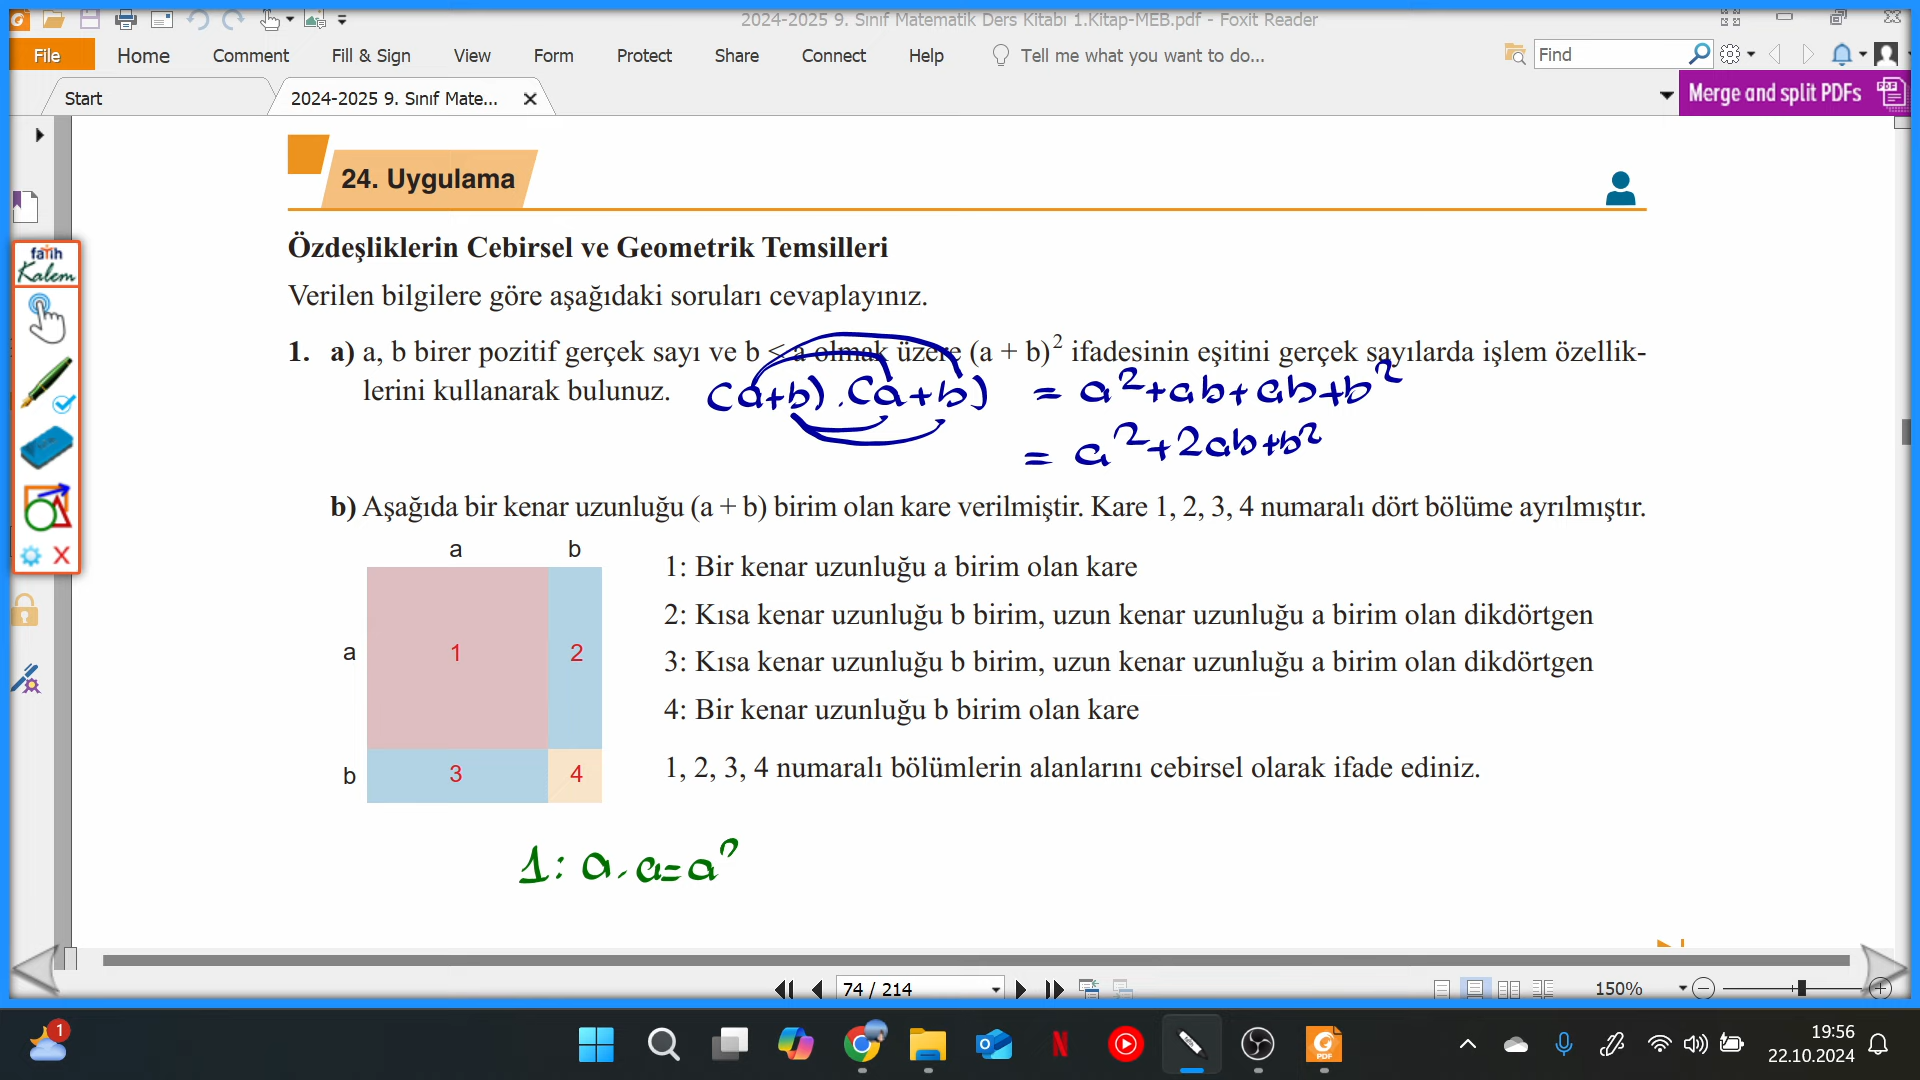 2024-2025 9. Sınıf Matematik Ders Kitabı 1.Kitap-MEB.pdf - Foxit Reader
File Home Comment Fill & Sign View Form Protect Share Connect Help Tell me what you want to do... Find
Start 2024-2025 9. Sınıf Mate... Merge and split PDFs
24. Uygulama
fatih
Kalem
Özdeşliklerin Cebirsel ve Geometrik Temsilleri
Verilen bilgilere göre aşağıdaki soruları cevaplayınız.
1. a) a, b birer pozitif gerçek sayı ve b < a olmak üzere (a + b)² ifadesinin eşitini gerçek sayılarda işlem özellik-
lerini kullanarak bulunuz. (a+b).(a+b) = a²+ab+ab+b²
= a²+2ab+b²
b) Aşağıda bir kenar uzunluğu (a + b) birim olan kare verilmiştir. Kare 1, 2, 3, 4 numaralı dört bölüme ayrılmıştır.
a b
a 1 2
b 3 4
1: Bir kenar uzunluğu a birim olan kare
2: Kısa kenar uzunluğu b birim, uzun kenar uzunluğu a birim olan dikdörtgen
3: Kısa kenar uzunluğu b birim, uzun kenar uzunluğu a birim olan dikdörtgen
4: Bir kenar uzunluğu b birim olan kare
1, 2, 3, 4 numaralı bölümlerin alanlarını cebirsel olarak ifade ediniz.
1: a.a=a²
74 / 214 150%
1 19:56
22.10.2024